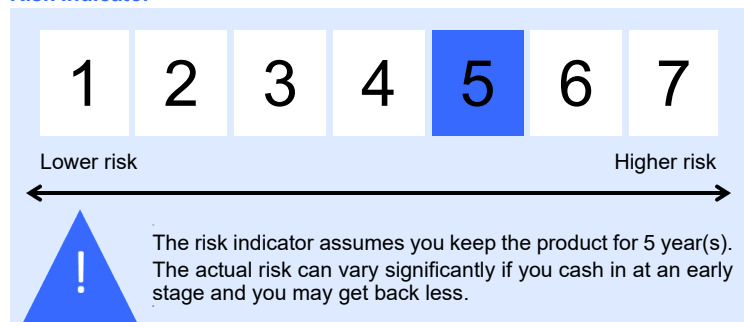 Risk Indicator
1 2 3 4 5 6 7
Lower risk Higher risk
!
The risk indicator assumes you keep the product for 5 year(s).
The actual risk can vary significantly if you cash in at an early
stage and you may get back less.